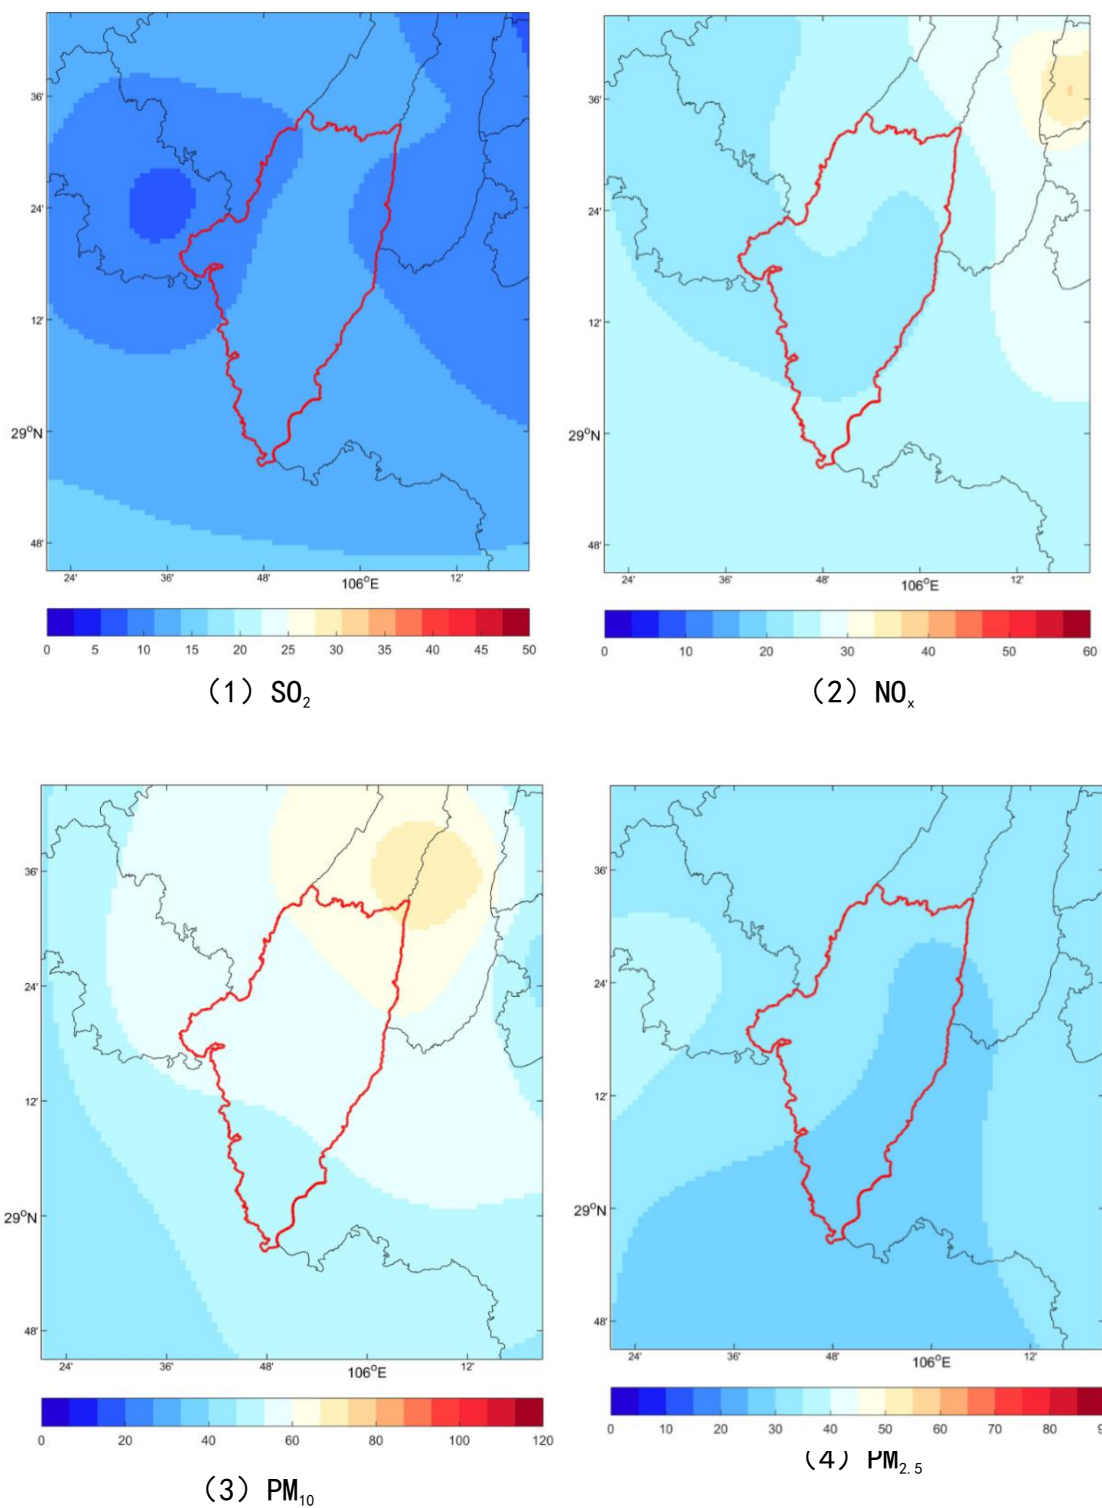 36'
24'
12'
29°N
48'
24' 36' 48' 106°E 12'
0 5 10 15 20 25 30 35 40 45 50
（1）SO₂
36'
24'
12'
29°N
48'
24' 36' 48' 106°E 12'
0 10 20 30 40 50 60
（2）NOₓ
36'
24'
12'
29°N
48'
24' 36' 48' 106°E 12'
0 20 40 60 80 100 120
（3）PM₁₀
36'
24'
12'
29°N
48'
24' 36' 48' 106°E 12'
0 10 20 30 40 50 60 70 80 9
（4）PM₂.₅